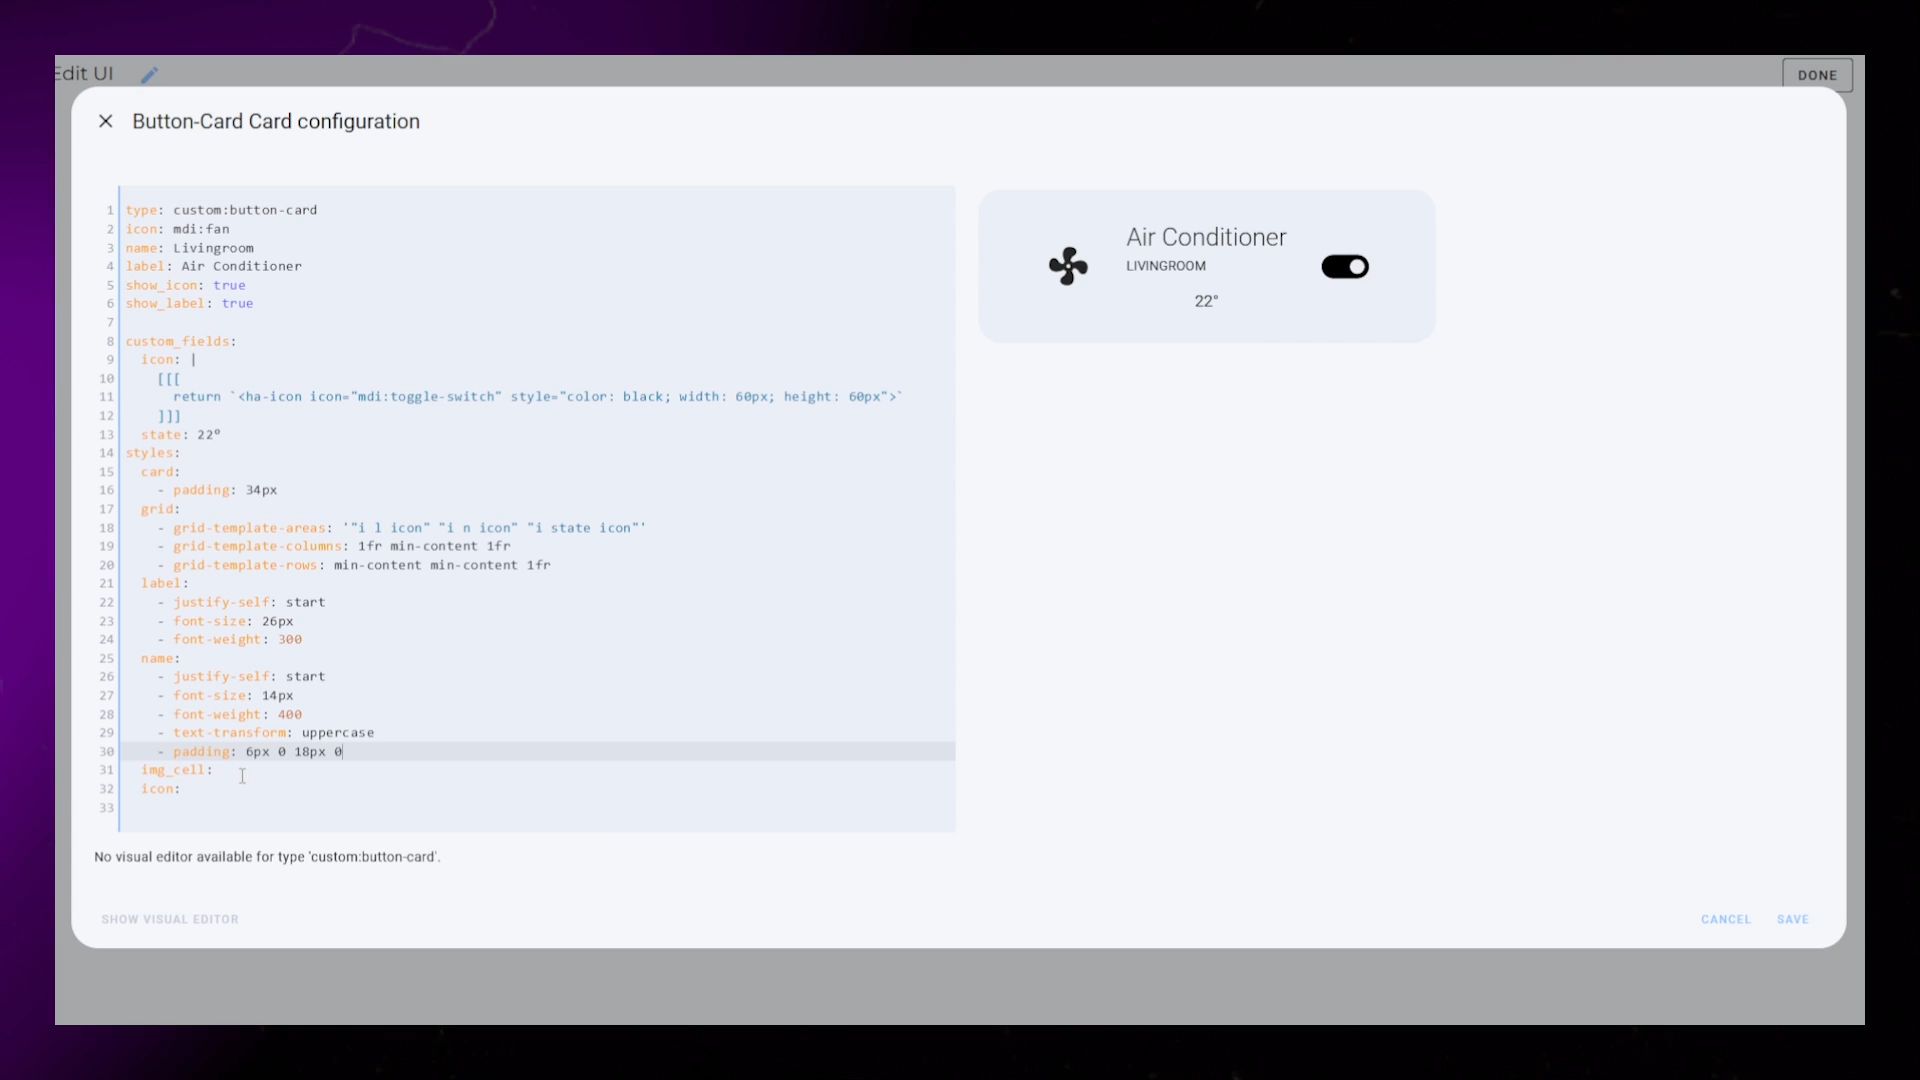 Edit UI
DONE
Button-Card Card configuration
1 type: custom:button-card
2 icon: mdi:fan
3 name: Livingroom
4 label: Air Conditioner
5 show_icon: true
6 show_label: true
7
8 custom_fields:
9   icon: |
10     [[[
11       return `<ha-icon icon="mdi:toggle-switch" style="color: black; width: 60px; height: 60px">`
12     ]]]
13   state: 22°
14 styles:
15   card:
16     - padding: 34px
17   grid:
18     - grid-template-areas: '"i l icon" "i n icon" "i state icon"'
19     - grid-template-columns: 1fr min-content 1fr
20     - grid-template-rows: min-content min-content 1fr
21   label:
22     - justify-self: start
23     - font-size: 26px
24     - font-weight: 300
25   name:
26     - justify-self: start
27     - font-size: 14px
28     - font-weight: 400
29     - text-transform: uppercase
30     - padding: 6px 0 18px 0
31   img_cell:
32   icon:
33
Air Conditioner
LIVINGROOM
22°
No visual editor available for type 'custom:button-card'.
SHOW VISUAL EDITOR
CANCEL
SAVE